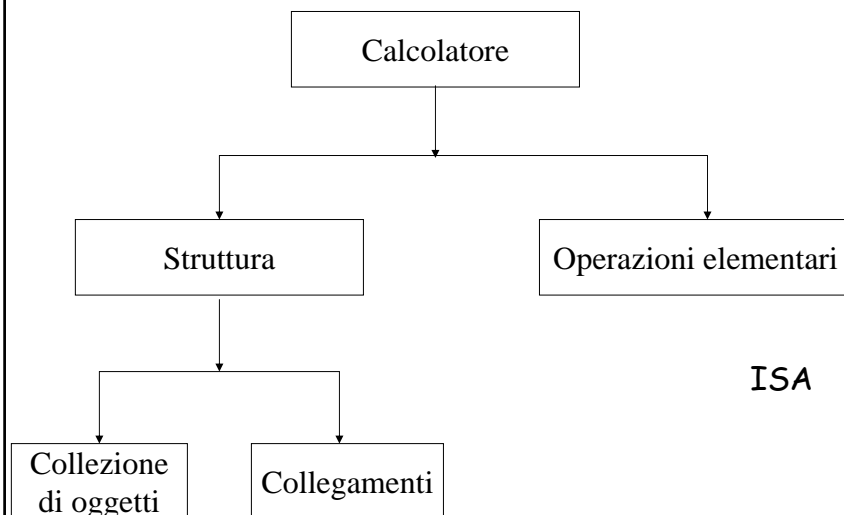 Calcolatore
Struttura
Operazioni elementari
ISA
Collezione
di oggetti
Collegamenti